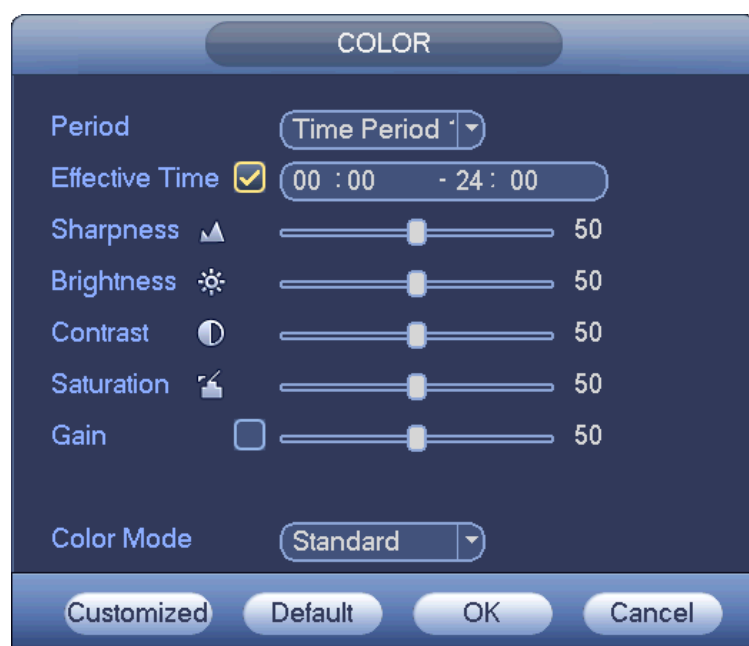 COLOR
Period Time Period
Effective Time 00 : 00 - 24 : 00
Sharpness 50
Brightness 50
Contrast 50
Saturation 50
Gain 50
Color Mode Standard
Customized Default OK Cancel